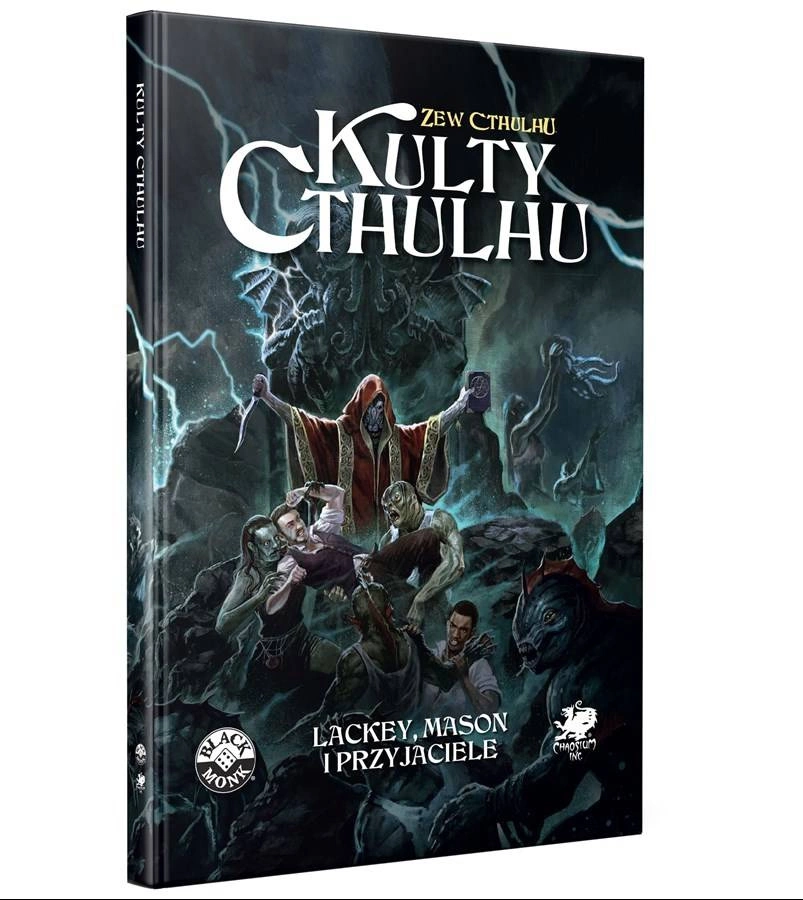 KULTY CTHULHU
ZEW CTHULHU
KULTY
CTHULHU
LACKEY, MASON
I PRZYJACIELE
BLACK
MONK
®
CHAOSIUM
INC.